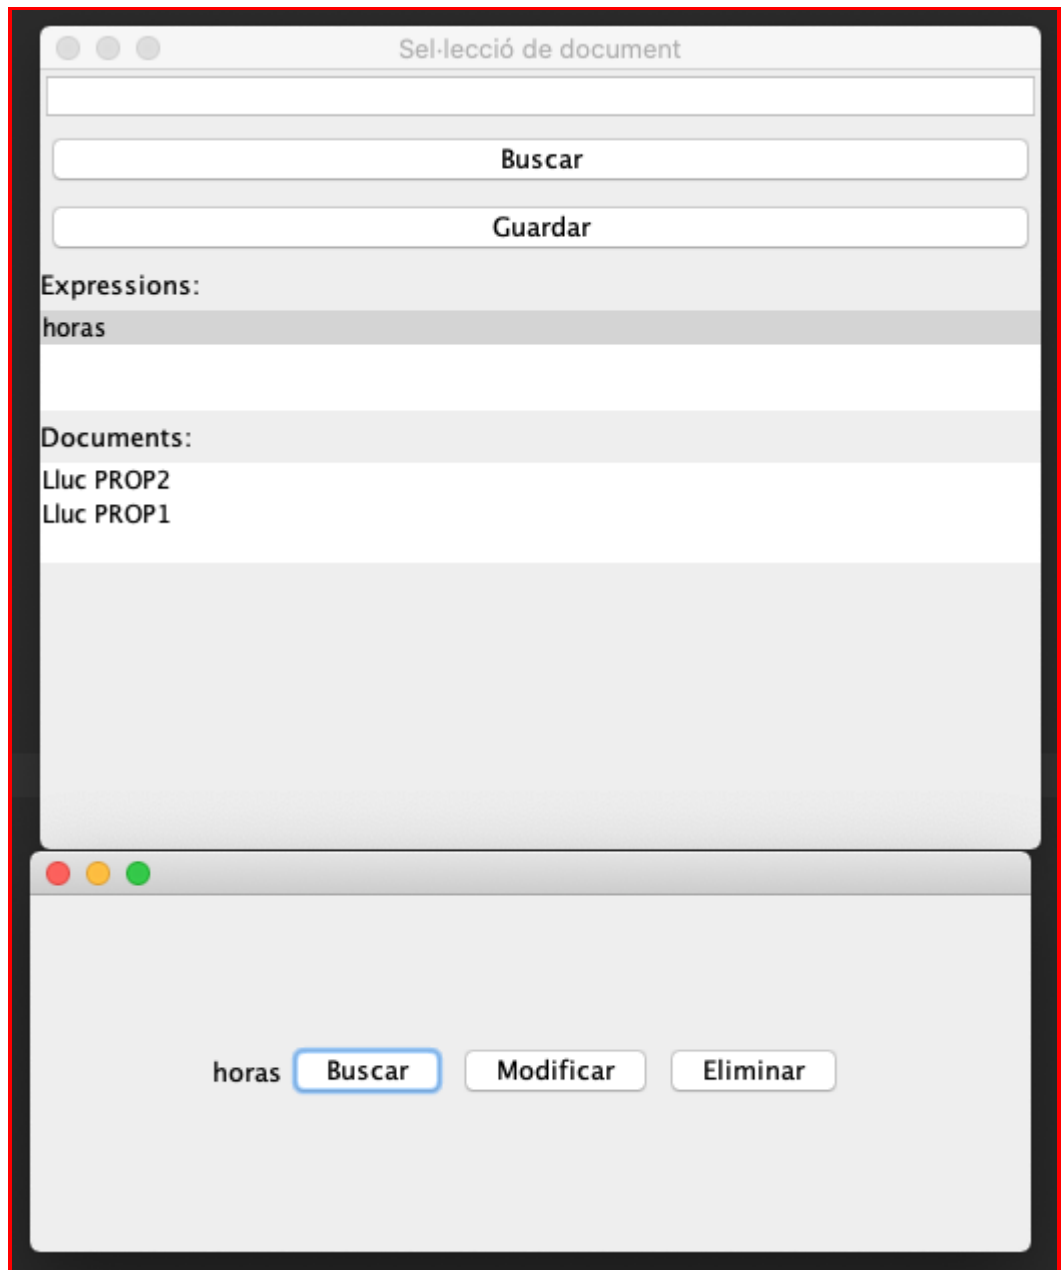 Sel·lecció de document
Buscar
Guardar
Expressions:
horas
Documents:
Lluc PROP2
Lluc PROP1
horas Buscar Modificar Eliminar